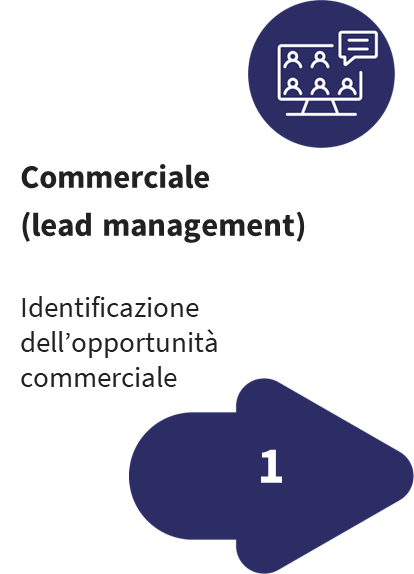 Commerciale
(lead management)
Identificazione
dell’opportunità
commerciale
1